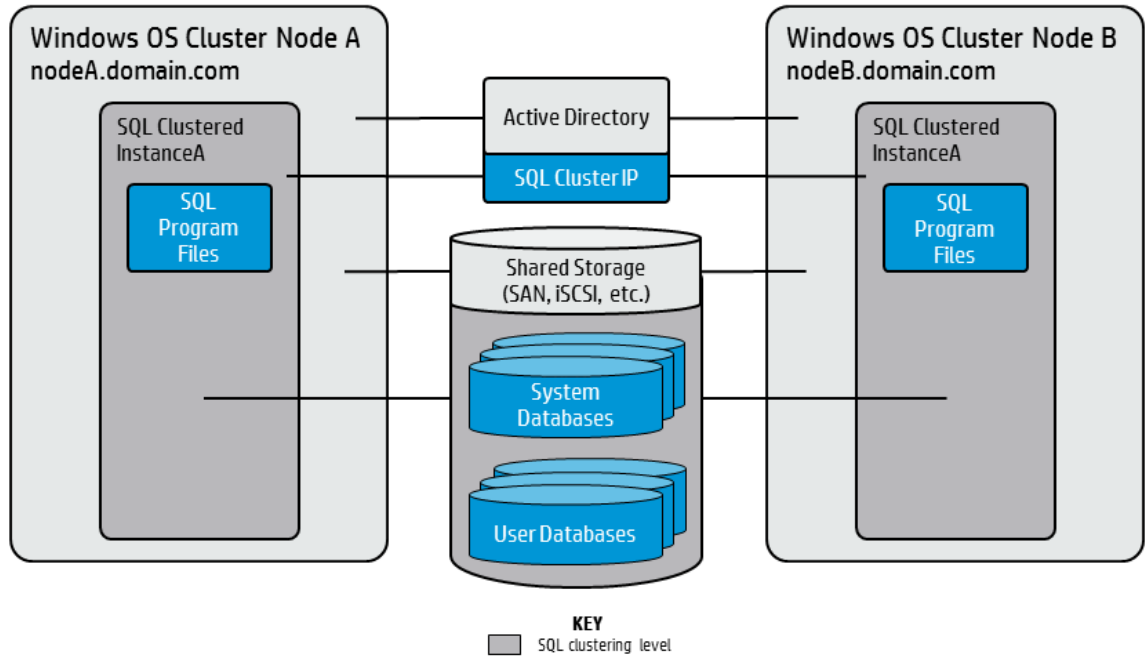 Windows OS Cluster Node A
nodeA.domain.com
SQL Clustered
InstanceA
SQL
Program
Files
Active Directory
SQL Cluster IP
Shared Storage
(SAN, iSCSI, etc.)
System
Databases
User Databases
Windows OS Cluster Node B
nodeB.domain.com
SQL Clustered
InstanceA
SQL
Program
Files
KEY
SQL clustering level